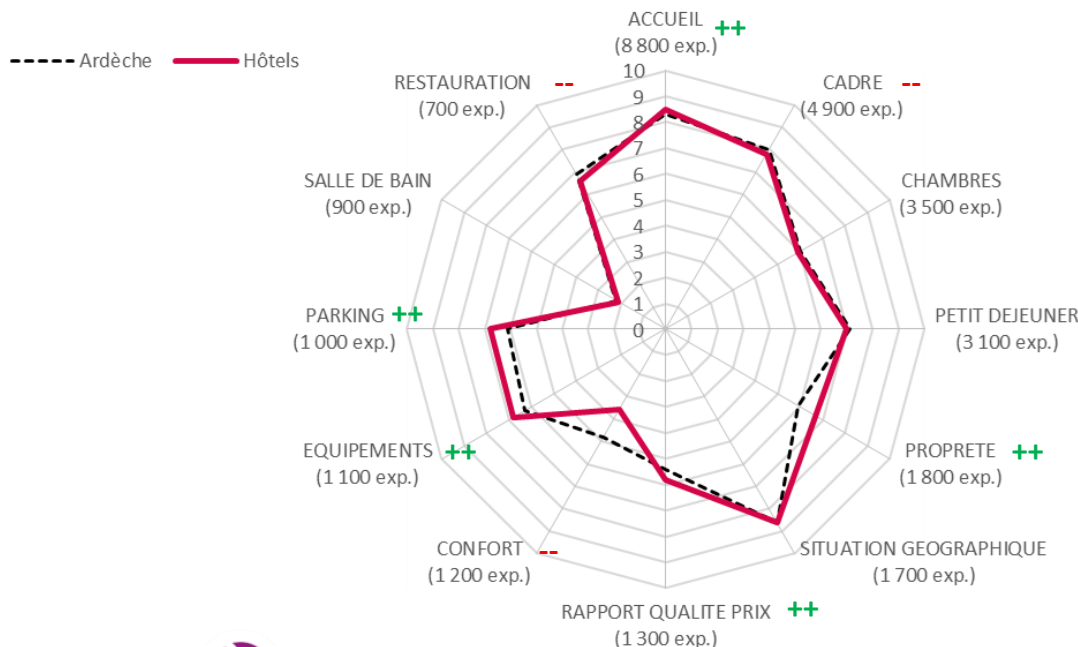 Ardèche
Hôtels
ACCUEIL ++
(8 800 exp.)
CADRE --
(4 900 exp.)
CHAMBRES
(3 500 exp.)
PETIT DEJEUNER
(3 100 exp.)
PROPRETE ++
(1 800 exp.)
SITUATION GEOGRAPHIQUE
(1 700 exp.)
RAPPORT QUALITE PRIX ++
(1 300 exp.)
CONFORT --
(1 200 exp.)
EQUIPEMENTS ++
(1 100 exp.)
PARKING ++
(1 000 exp.)
SALLE DE BAIN
(900 exp.)
RESTAURATION --
(700 exp.)
10
9
8
7
6
5
4
3
2
1
0